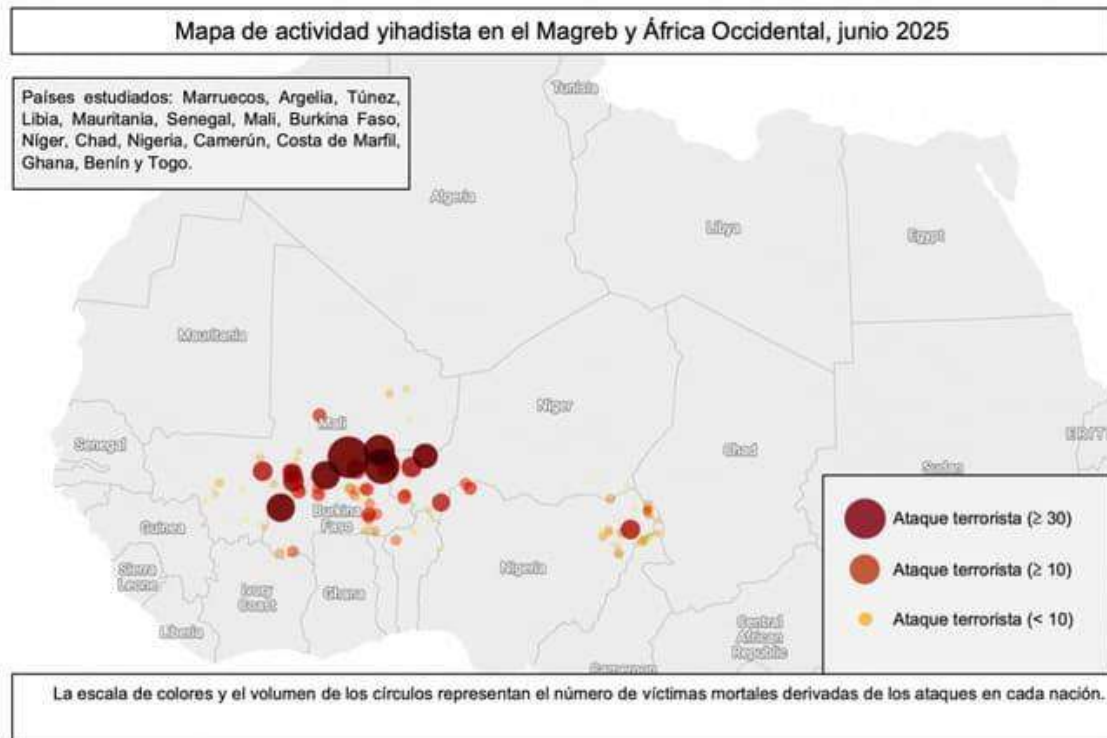 Mapa de actividad yihadista en el Magreb y África Occidental, junio 2025
Países estudiados: Marruecos, Argelia, Túnez,
Libia, Mauritania, Senegal, Mali, Burkina Faso,
Níger, Chad, Nigeria, Camerún, Costa de Marfil,
Ghana, Benín y Togo.
Tunisia
Algeria
Libya
Egypt
Mauritania
Mali
Niger
Chad
Sudan
ERITR
Senegal
Burkina
Faso
Guinea
Sierra
Leone
Liberia
Ivory
Coast
Ghana
Nigeria
Cameroon
Central
African
Republic
Ataque terrorista (≥ 30)
Ataque terrorista (≥ 10)
Ataque terrorista (< 10)
La escala de colores y el volumen de los círculos representan el número de víctimas mortales derivadas de los ataques en cada nación.